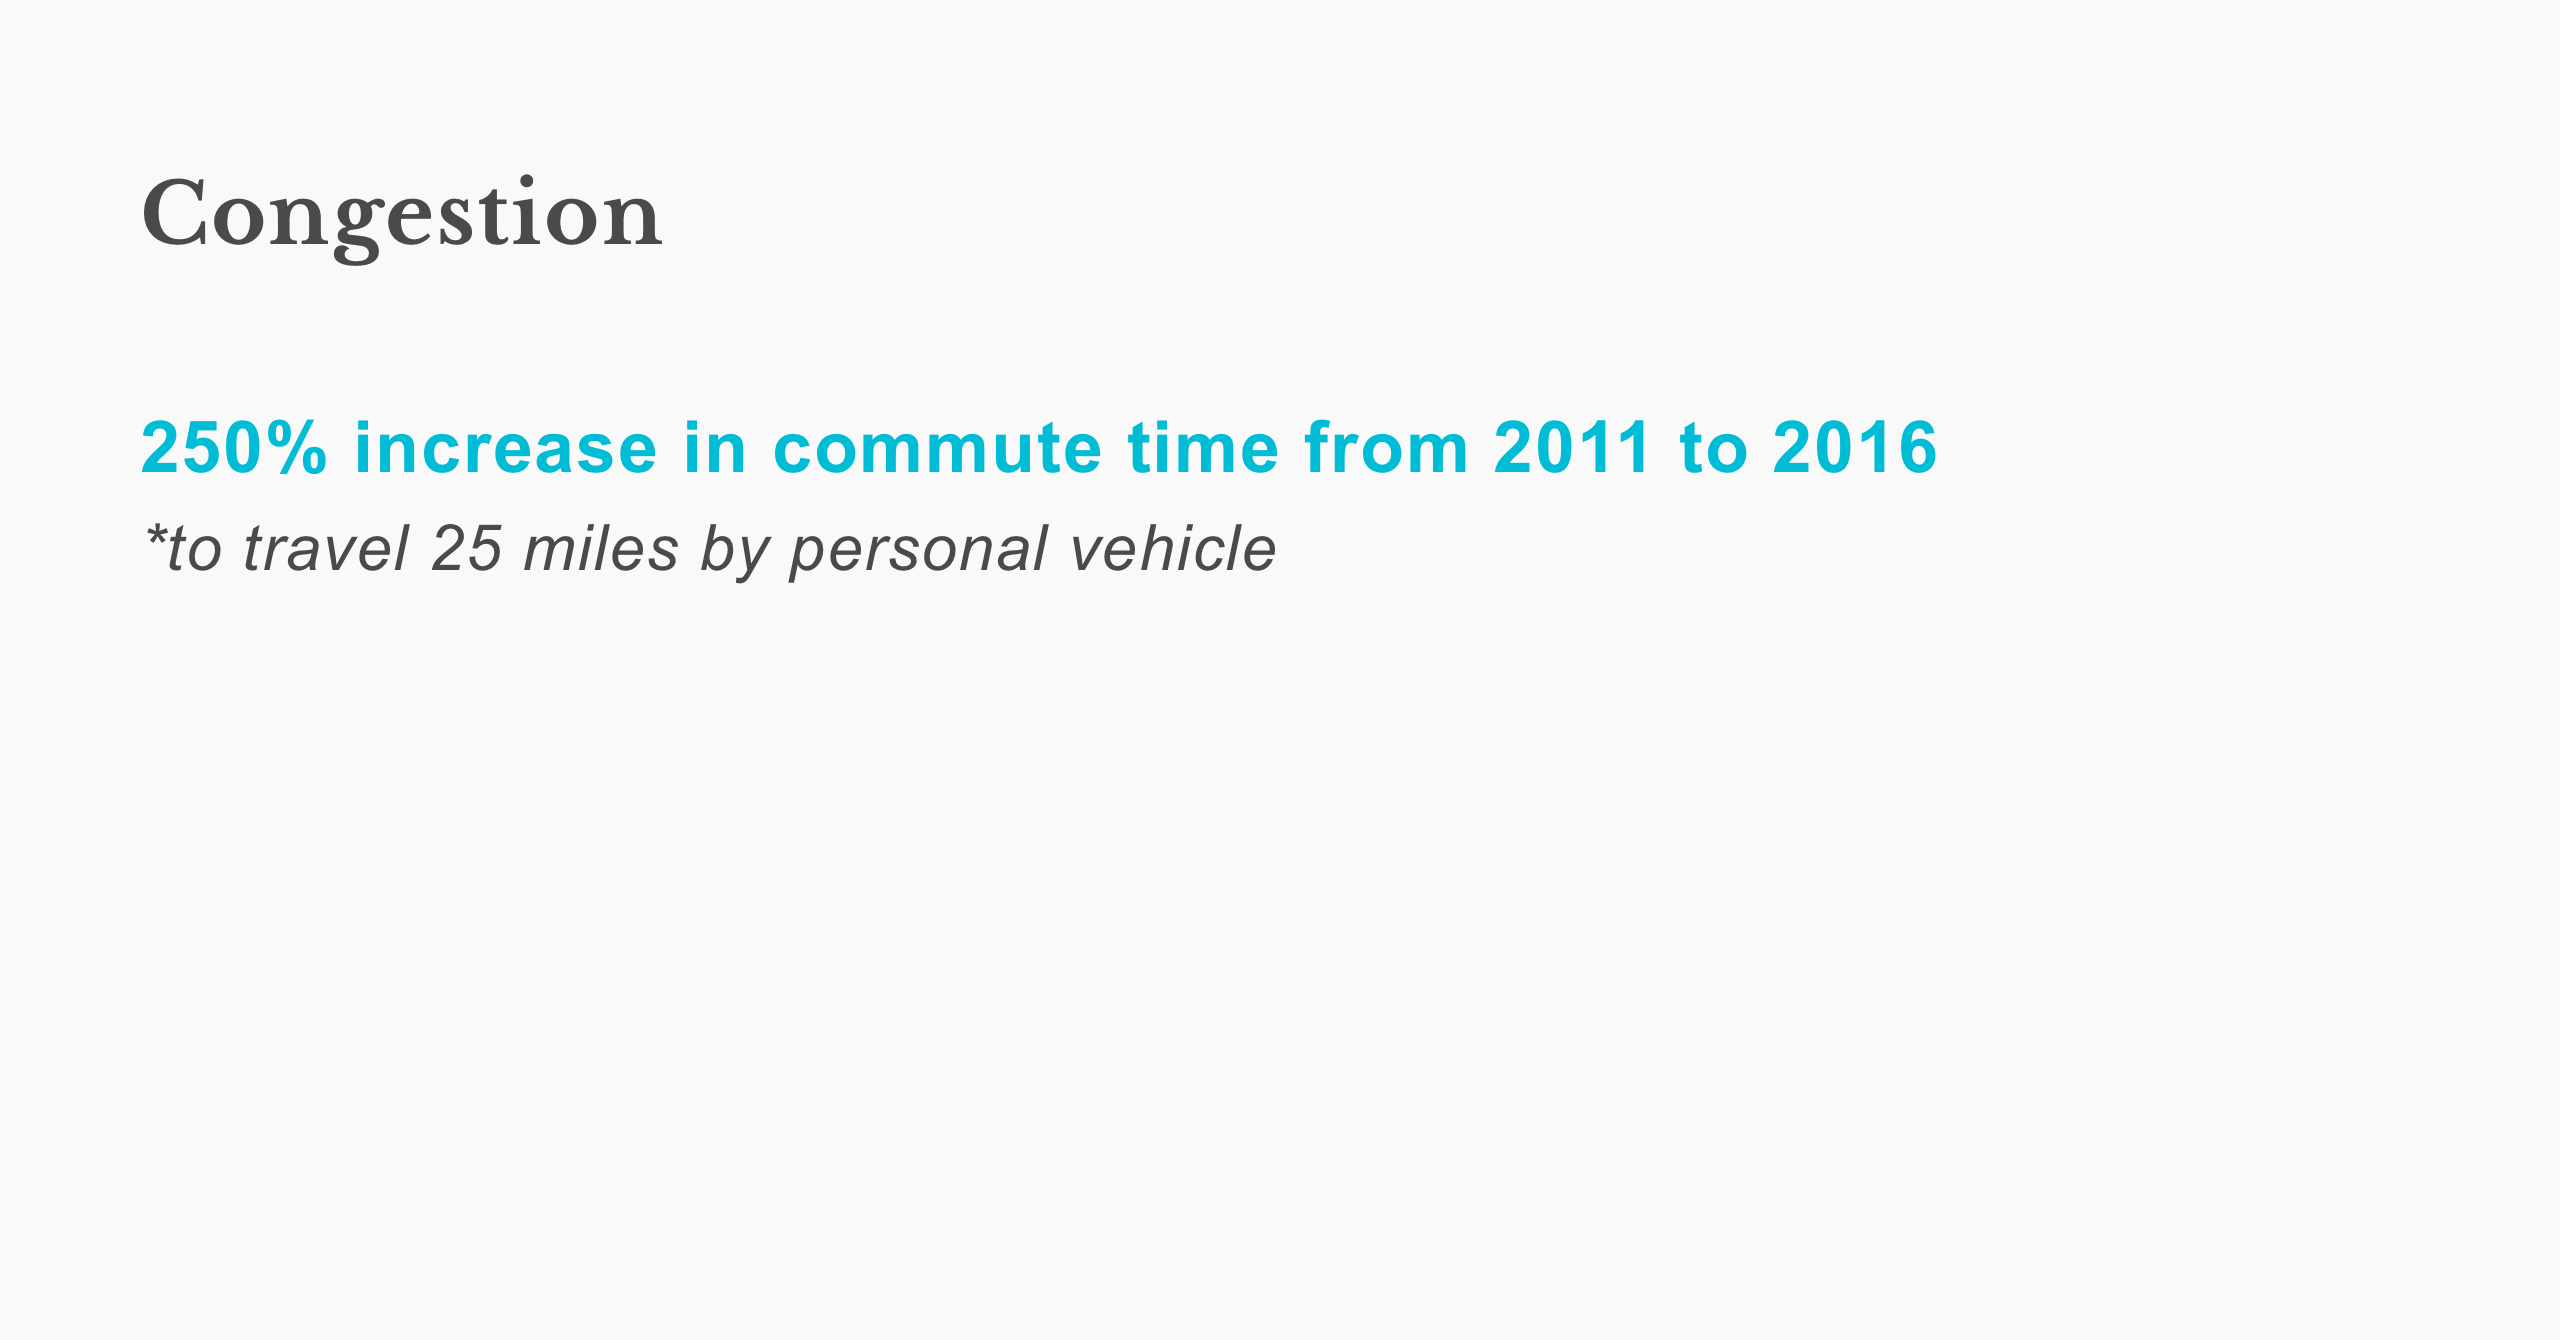 Congestion
250% increase in commute time from 2011 to 2016
*to travel 25 miles by personal vehicle